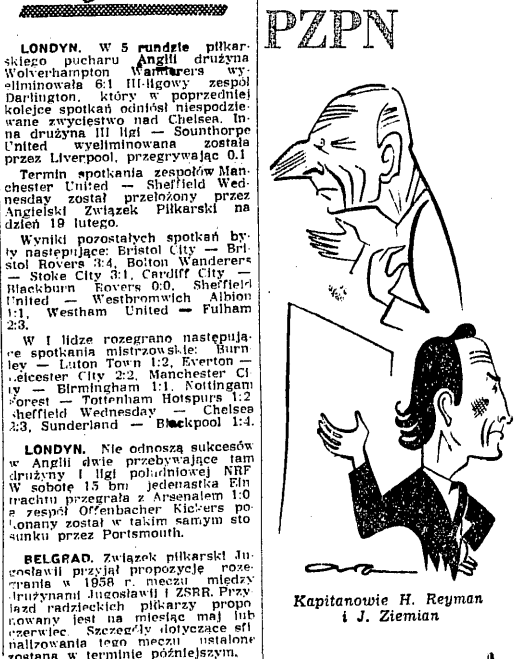 LONDYN. W 5 rundzie piłkar-
skiego pucharu Anglii drużyna
Wolverhampton Wanderers wy-
eliminowała 6:1 III-ligowy zespół
Darlington, który w poprzedniej
kolejce spotkań odniósł niespodzie-
wane zwycięstwo nad Chelsea. In-
na drużyna III ligi — Sounthorpe
United wyeliminowana została
przez Liverpool, przegrywając 0.1
Termin spotkania zespołów Man-
chester United — Sheffield Wed-
nesday został przełożony przez
Angielski Związek Piłkarski na
dzień 19 lutego.
Wyniki pozostałych spotkań by-
ły następujące: Bristol City — Bri-
stol Rovers 3:4, Bolton Wanderers
— Stoke City 3:1, Cardiff City —
Blackburn Rovers 0:0, Sheffield
United — Westbromwich Albion
1:1, Westham United — Fulham
2:3.
W I lidze rozegrano następują-
ce spotkania mistrzowskie: Burn
ley — Luton Town 1:2, Everton —
Leicester City 2:2, Manchester Ci
ty — Birmingham 1:1, Nottingam
Forest — Tottenham Hotspurs 1:2
Sheffield Wednesday — Chelsea
2:3, Sunderland — Blackpool 1:4.
LONDYN. Nie odnoszą sukcesów
w Anglii dwie przebywające tam
drużyny I ligi południowej NRF
W sobotę 15 bm jedenastka Ein
trachtu przegrała z Arsenalem 1:0
a zespół Offenbacher Kickers po
konany został w takim samym sto
sunku przez Portsmouth.
BELGRAD. Związek piłkarski Ju-
gosławii przyjął propozycję roze-
grania w 1958 r. meczu między
drużynami Jugosławii i ZSRR. Przy
jazd radzieckich piłkarzy propo
nowany jest na miesiąc maj lub
czerwiec. Szczegóły dotyczące sfi
nalizowania tego meczu ustalone
zostaną w terminie późniejszym.
PZPN
Kapitanowie H. Reyman
i J. Ziemian